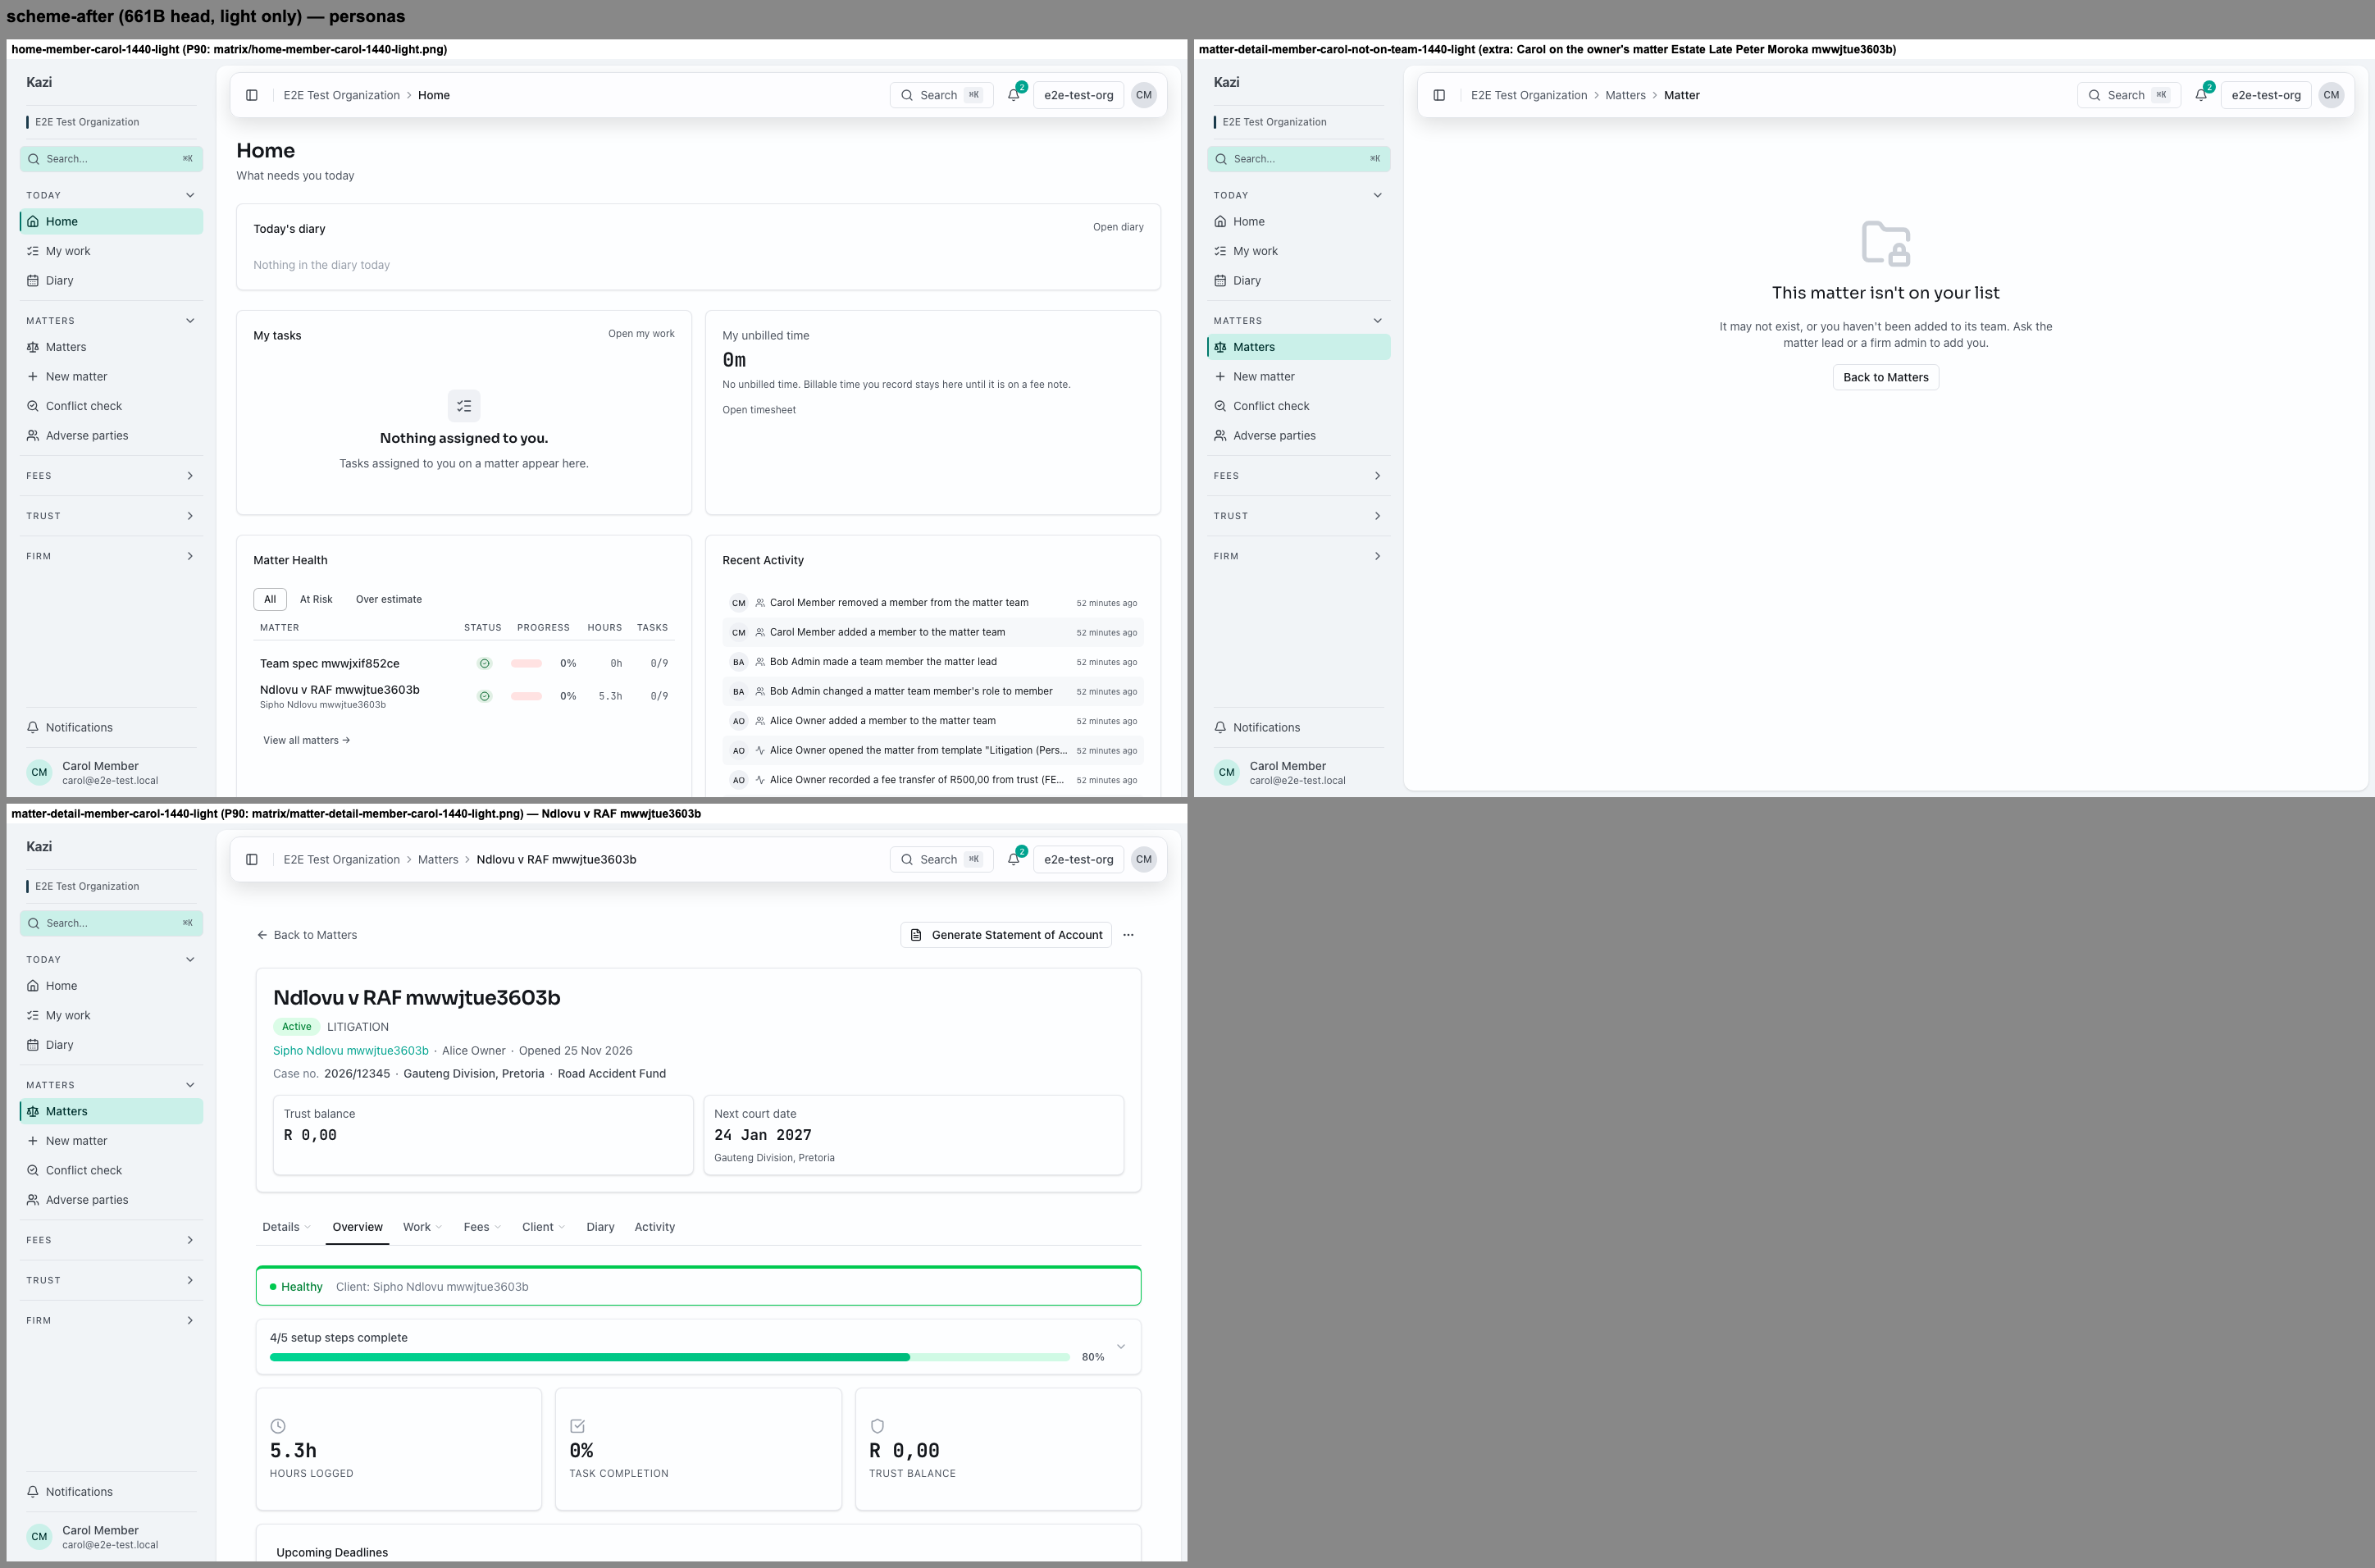 scheme-after (661B head, light only) — personas
home-member-carol-1440-light (P90: matrix/home-member-carol-1440-light.png)
Kazi
E2E Test Organization
Search... ⌘K
TODAY
Home
My work
Diary
MATTERS
Matters
New matter
Conflict check
Adverse parties
FEES
TRUST
FIRM
Notifications
CM
Carol Member
carol@e2e-test.local
E2E Test Organization > Home
Search ⌘K
2
e2e-test-org
CM
Home
What needs you today
Today's diary
Open diary
Nothing in the diary today
My tasks
Open my work
Nothing assigned to you.
Tasks assigned to you on a matter appear here.
My unbilled time
0m
No unbilled time. Billable time you record stays here until it is on a fee note.
Open timesheet
Matter Health
All At Risk Over estimate
MATTER STATUS PROGRESS HOURS TASKS
Team spec mwwjxif852ce 0% 0h 0/9
Ndlovu v RAF mwwjtue3603b 0% 5.3h 0/9
Sipho Ndlovu mwwjtue3603b
View all matters →
Recent Activity
CM Carol Member removed a member from the matter team 52 minutes ago
CM Carol Member added a member to the matter team 52 minutes ago
BA Bob Admin made a team member the matter lead 52 minutes ago
BA Bob Admin changed a matter team member's role to member 52 minutes ago
AO Alice Owner added a member to the matter team 52 minutes ago
AO Alice Owner opened the matter from template "Litigation (Pers... 52 minutes ago
AO Alice Owner recorded a fee transfer of R500,00 from trust (FE... 52 minutes ago
matter-detail-member-carol-not-on-team-1440-light (extra: Carol on the owner's matter Estate Late Peter Moroka mwwjtue3603b)
Kazi
E2E Test Organization
Search... ⌘K
TODAY
Home
My work
Diary
MATTERS
Matters
New matter
Conflict check
Adverse parties
FEES
TRUST
FIRM
Notifications
CM
Carol Member
carol@e2e-test.local
E2E Test Organization > Matters > Matter
Search ⌘K
2
e2e-test-org
CM
This matter isn't on your list
It may not exist, or you haven't been added to its team. Ask the
matter lead or a firm admin to add you.
Back to Matters
matter-detail-member-carol-1440-light (P90: matrix/matter-detail-member-carol-1440-light.png) — Ndlovu v RAF mwwjtue3603b
Kazi
E2E Test Organization
Search... ⌘K
TODAY
Home
My work
Diary
MATTERS
Matters
New matter
Conflict check
Adverse parties
FEES
TRUST
FIRM
Notifications
CM
Carol Member
carol@e2e-test.local
E2E Test Organization > Matters > Ndlovu v RAF mwwjtue3603b
Search ⌘K
2
e2e-test-org
CM
← Back to Matters
Generate Statement of Account ...
Ndlovu v RAF mwwjtue3603b
Active LITIGATION
Sipho Ndlovu mwwjtue3603b · Alice Owner · Opened 25 Nov 2026
Case no. 2026/12345 · Gauteng Division, Pretoria · Road Accident Fund
Trust balance
R 0,00
Next court date
24 Jan 2027
Gauteng Division, Pretoria
Details Overview Work Fees Client Diary Activity
Healthy Client: Sipho Ndlovu mwwjtue3603b
4/5 setup steps complete
80%
5.3h
HOURS LOGGED
0%
TASK COMPLETION
R 0,00
TRUST BALANCE
Upcoming Deadlines